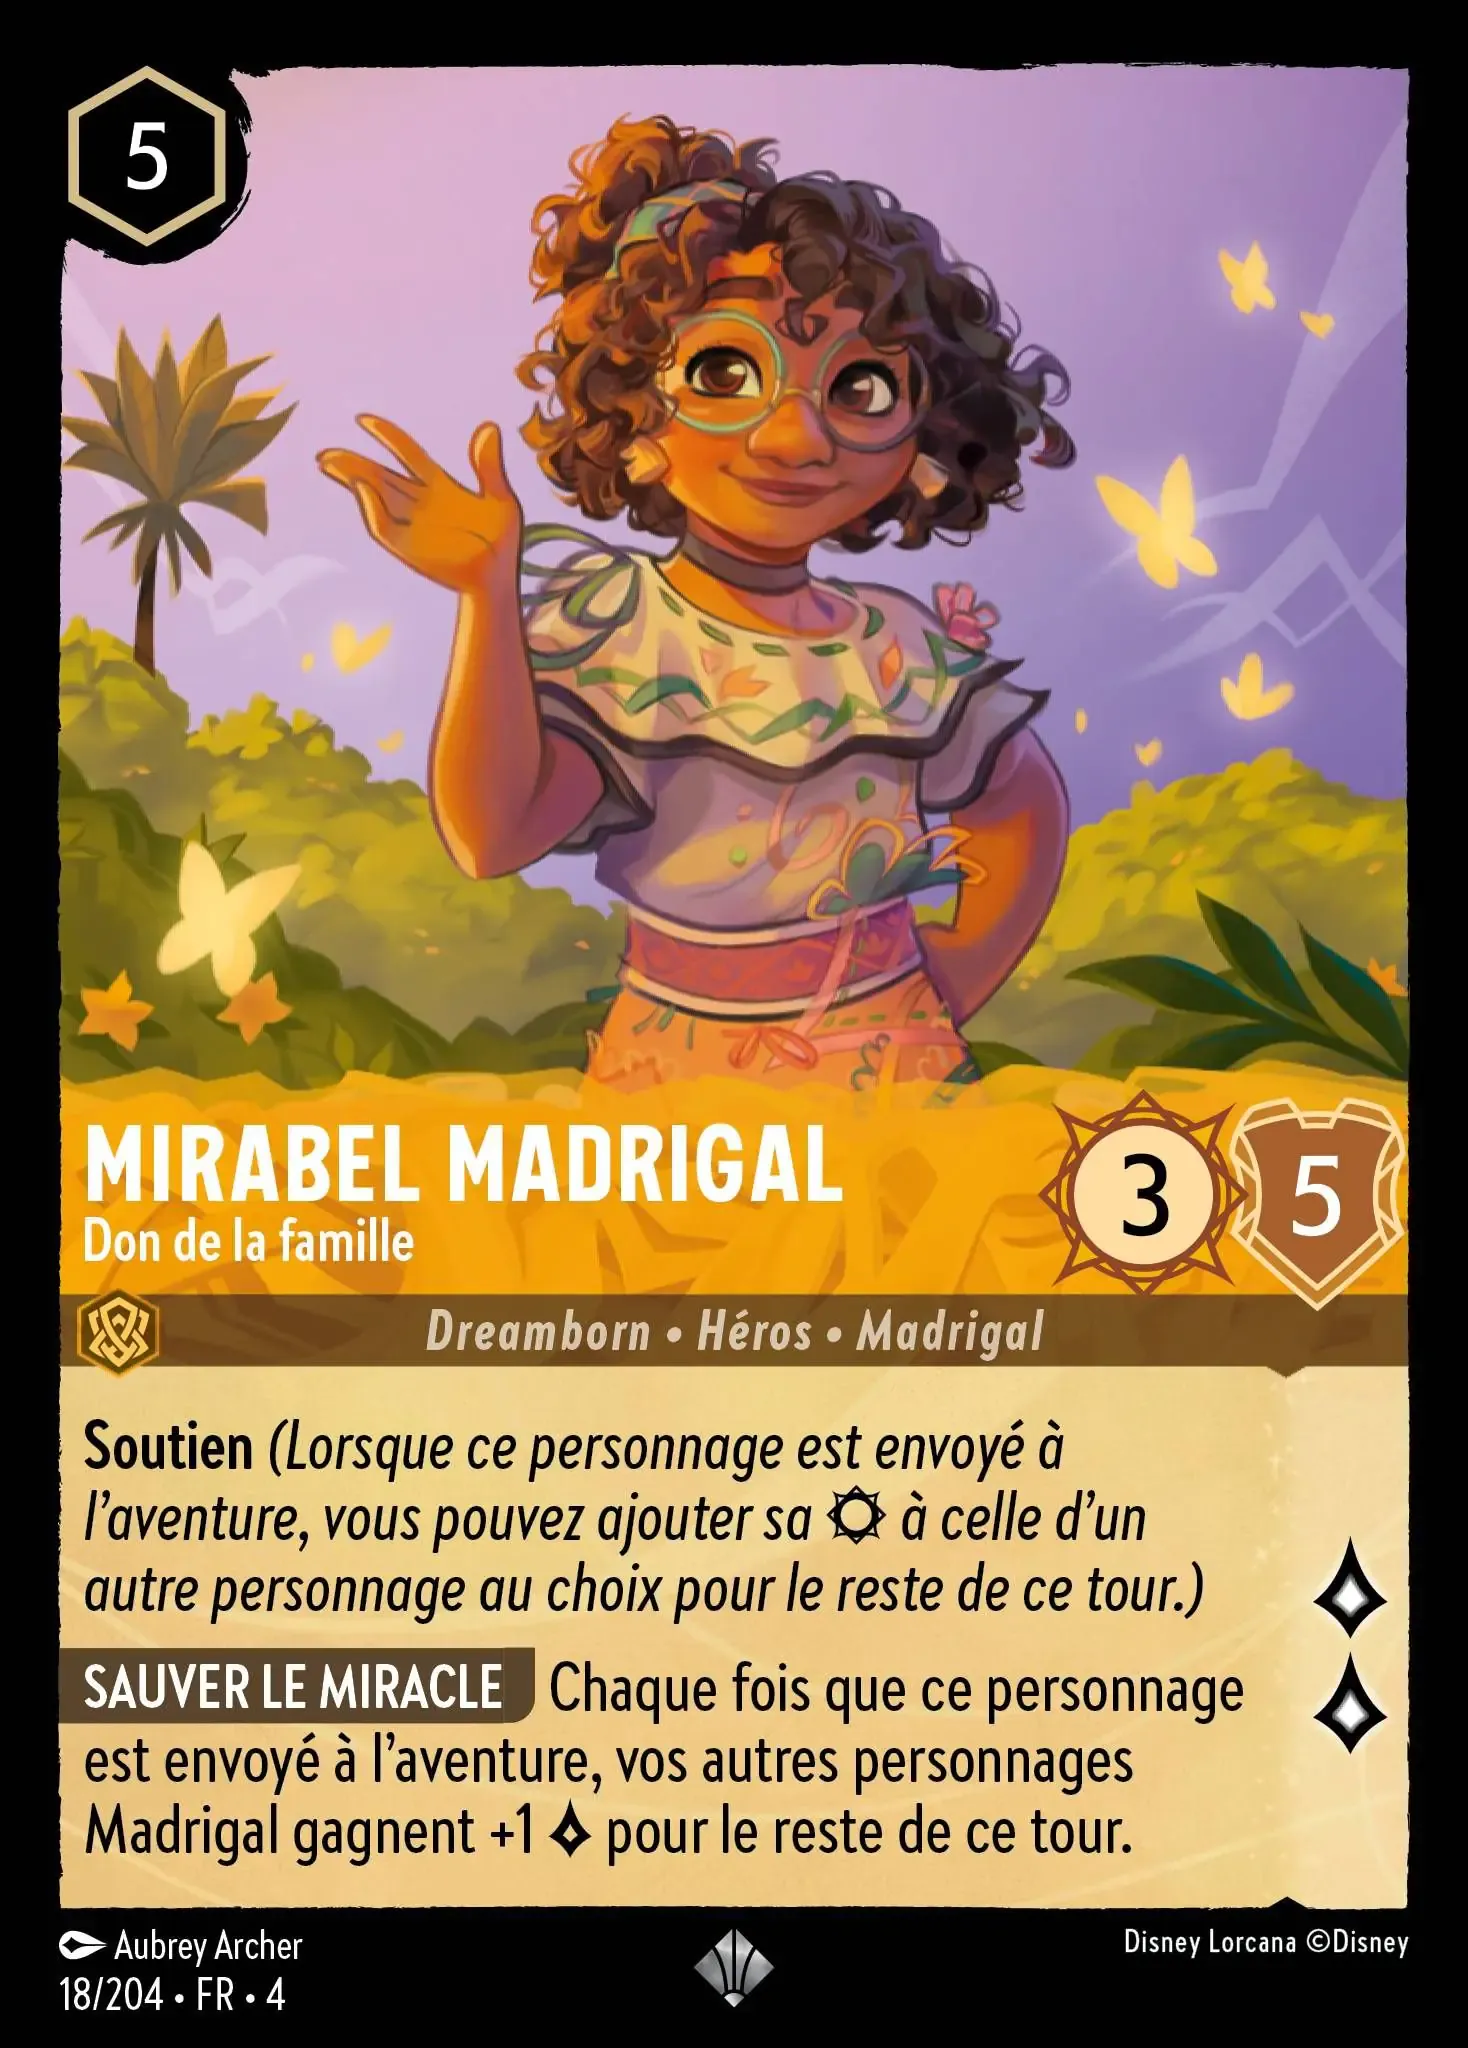 5
MIRABEL MADRIGAL
Don de la famille
3
5
Dreamborn • Héros • Madrigal
Soutien (Lorsque ce personnage est envoyé à
l’aventure, vous pouvez ajouter sa à celle d’un
autre personnage au choix pour le reste de ce tour.)
SAUVER LE MIRACLE Chaque fois que ce personnage
est envoyé à l’aventure, vos autres personnages
Madrigal gagnent +1 pour le reste de ce tour.
Aubrey Archer
Disney Lorcana ©Disney
18/204 • FR • 4